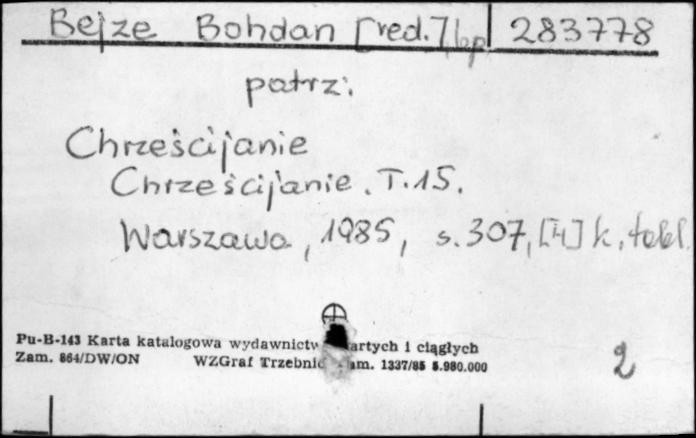 Bejze Bohdan [red.] bp 283778
patrz:
Chrześcijanie
Chrześcijanie. T. 15.
Warszawa, 1985, s. 307, [4] k. tabl.
Pu-B-143 Karta katalogowa wydawnictw artych i ciągłych
Zam. 864/DW/ON WZGraf Trzebnic am. 1337/85 5.980.000
2